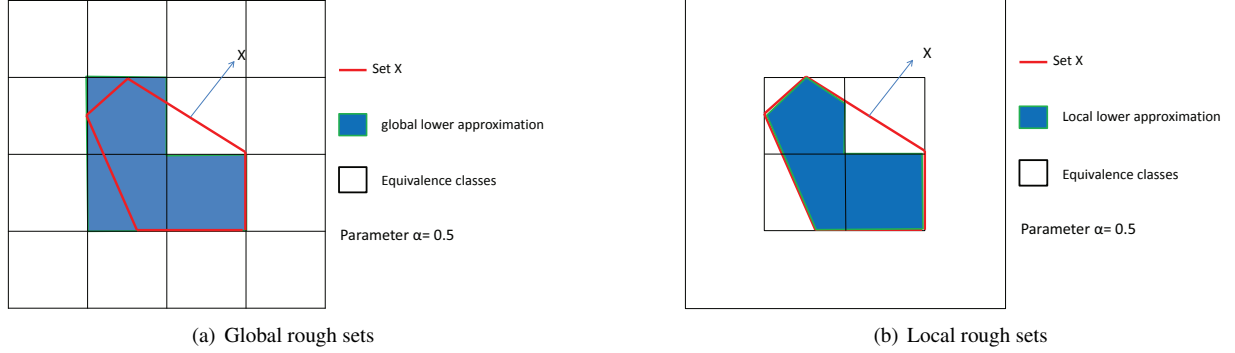 X
Set X
global lower approximation
Equivalence classes
Parameter α= 0.5
(a) Global rough sets
X
Set X
Local lower approximation
Equivalence classes
Parameter α= 0.5
(b) Local rough sets